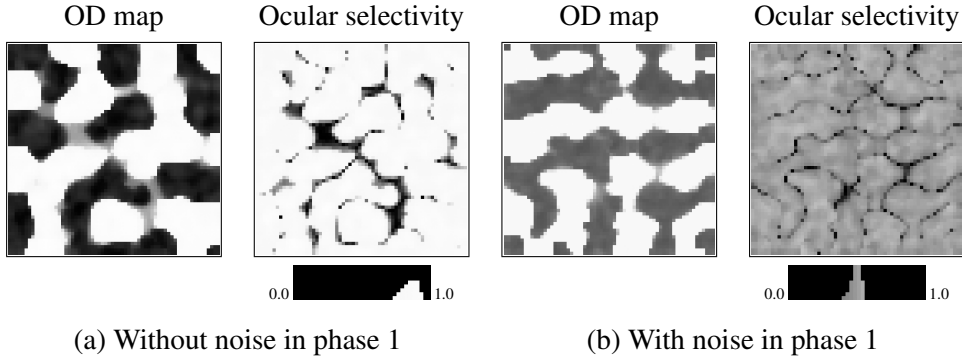 OD map Ocular selectivity OD map Ocular selectivity
0.0 1.0 0.0 1.0
(a) Without noise in phase 1 (b) With noise in phase 1